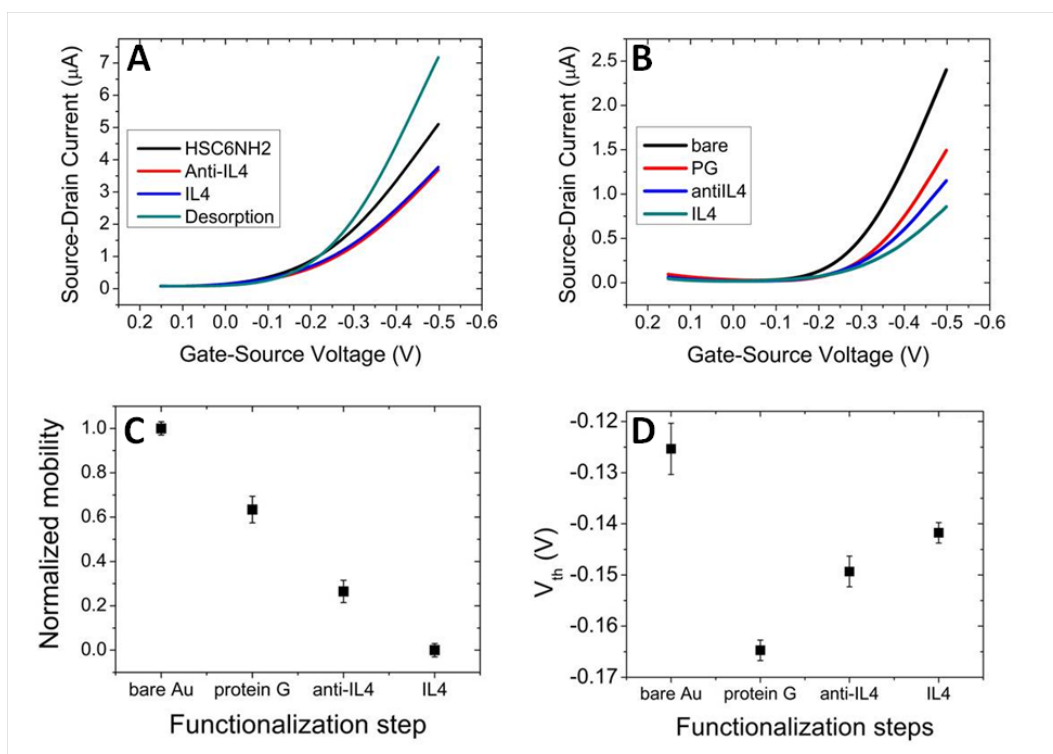 A
Source-Drain Current (μA)
7
6
5
4
3
2
1
0
HSC6NH2
Anti-IL4
IL4
Desorption
0.2 0.1 0.0 -0.1 -0.2 -0.3 -0.4 -0.5 -0.6
Gate-Source Voltage (V)
B
Source-Drain Current (μA)
2.5
2.0
1.5
1.0
0.5
0.0
bare
PG
antiIL4
IL4
0.2 0.1 0.0 -0.1 -0.2 -0.3 -0.4 -0.5 -0.6
Gate-Source Voltage (V)
C
Normalized mobility
1.0
0.8
0.6
0.4
0.2
0.0
bare Au protein G anti-IL4 IL4
Functionalization step
D
Vth (V)
-0.12
-0.13
-0.14
-0.15
-0.16
-0.17
bare Au protein G anti-IL4 IL4
Functionalization steps